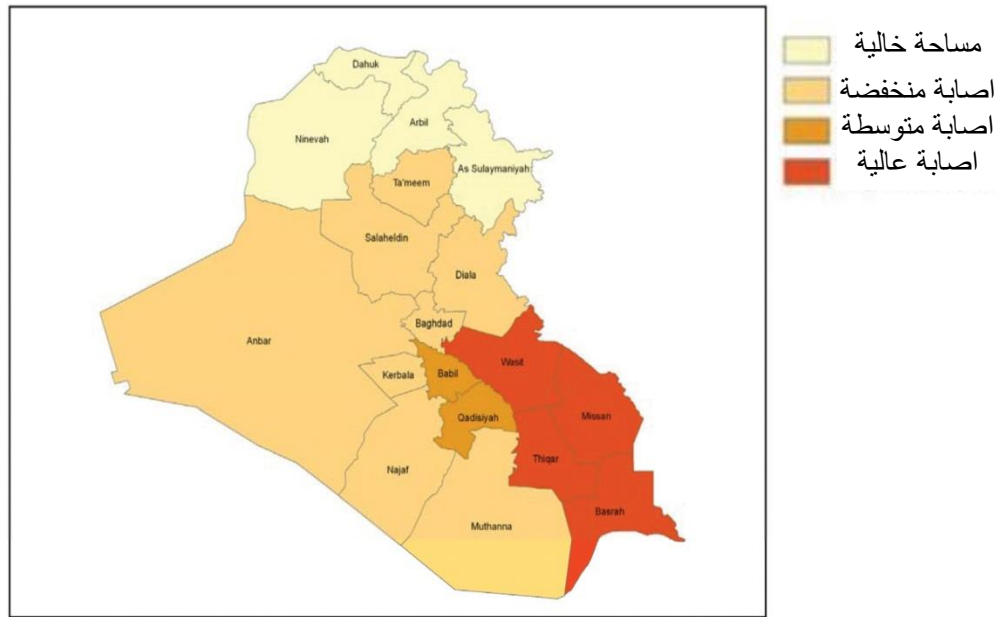 مساحة خالية
اصابة منخفضة
اصابة متوسطة
اصابة عالية
Dahuk
Ninevah
Arbil
As Sulaymaniyah
Ta'meem
Salaheldin
Diala
Baghdad
Anbar
Wasit
Kerbala
Babil
Qadisiyah
Missan
Najaf
Thiqar
Basrah
Muthanna